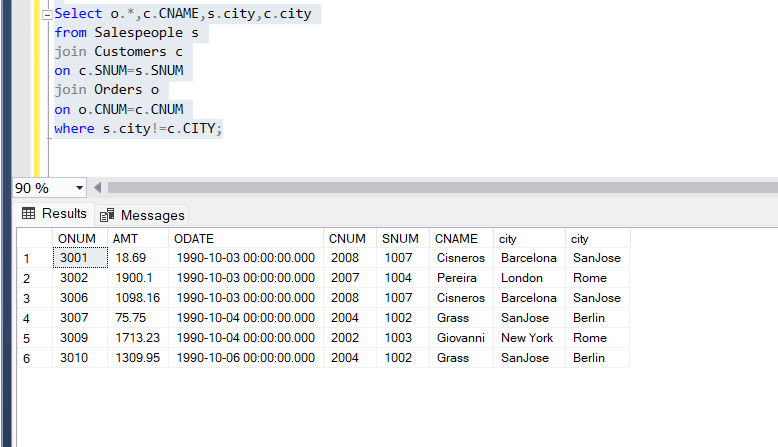 Select o.*,c.CNAME,s.city,c.city
from Salespeople s
join Customers c
on c.SNUM=s.SNUM
join Orders o
on o.CNUM=c.CNUM
where s.city!=c.CITY;
90 %
Results Messages
ONUM AMT ODATE CNUM SNUM CNAME city city
1 3001 18.69 1990-10-03 00:00:00.000 2008 1007 Cisneros Barcelona SanJose
2 3002 1900.1 1990-10-03 00:00:00.000 2007 1004 Pereira London Rome
3 3006 1098.16 1990-10-03 00:00:00.000 2008 1007 Cisneros Barcelona SanJose
4 3007 75.75 1990-10-04 00:00:00.000 2004 1002 Grass SanJose Berlin
5 3009 1713.23 1990-10-04 00:00:00.000 2002 1003 Giovanni New York Rome
6 3010 1309.95 1990-10-06 00:00:00.000 2004 1002 Grass SanJose Berlin